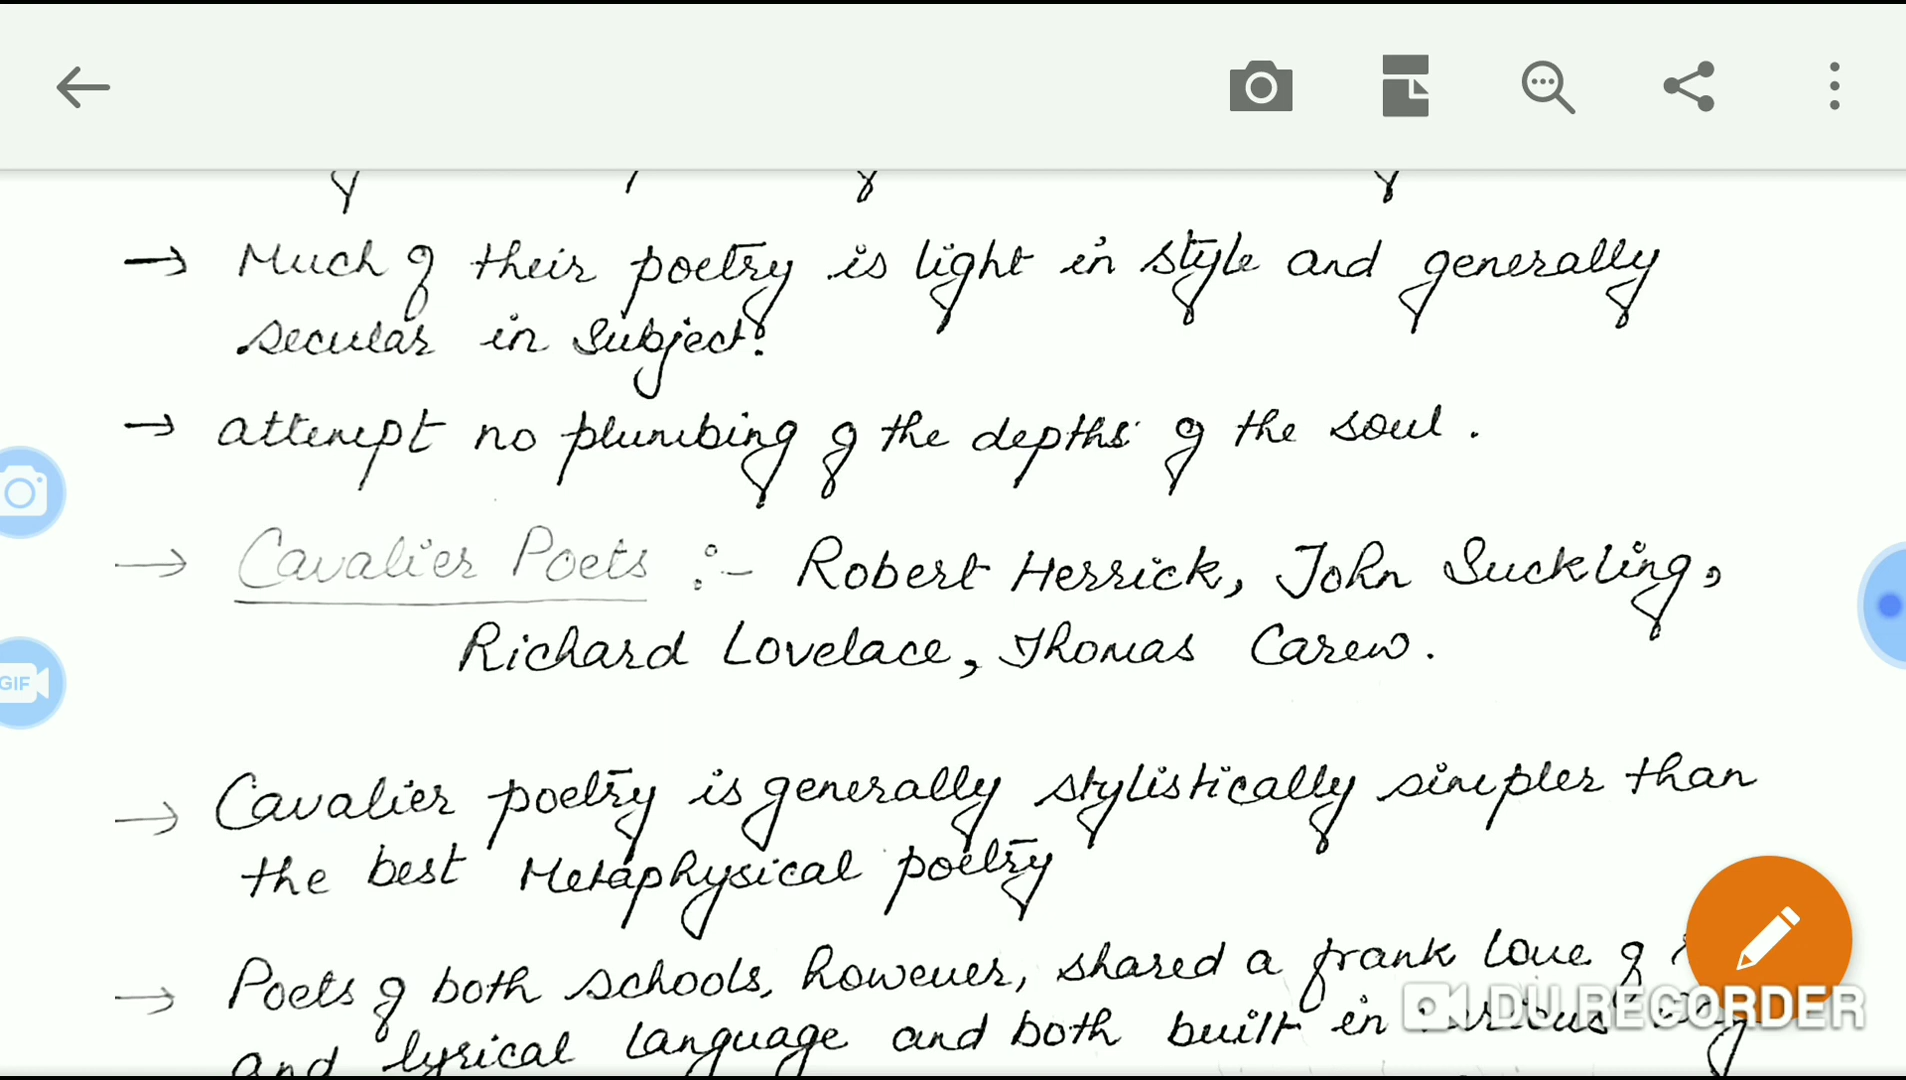 → Much of their poetry is light in style and generally
secular in subject.
→ attempt no plumbing of the depths of the soul.
→ Cavalier Poets :- Robert Herrick, John Suckling,
Richard Lovelace, Thomas Carew.
→ Cavalier poetry is generally stylistically simpler than
the best Metaphysical poetry
→ Poets of both schools, however, shared a frank love of
and lyrical language and both built in various
GIF
DU RECORDER